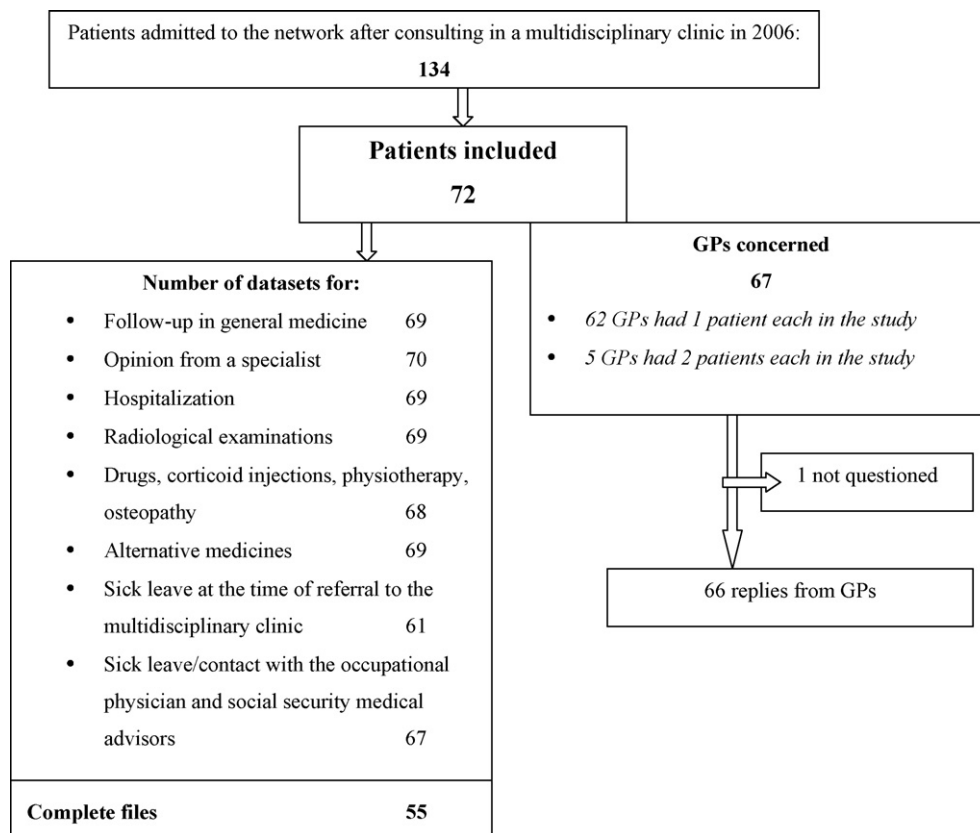 Patients admitted to the network after consulting in a multidisciplinary clinic in 2006:
134
Patients included
72
Number of datasets for:
• Follow-up in general medicine 69
• Opinion from a specialist 70
• Hospitalization 69
• Radiological examinations 69
• Drugs, corticoid injections, physiotherapy,
osteopathy 68
• Alternative medicines 69
• Sick leave at the time of referral to the
multidisciplinary clinic 61
• Sick leave/contact with the occupational
physician and social security medical
advisors 67
Complete files 55
GPs concerned
67
• 62 GPs had 1 patient each in the study
• 5 GPs had 2 patients each in the study
1 not questioned
66 replies from GPs